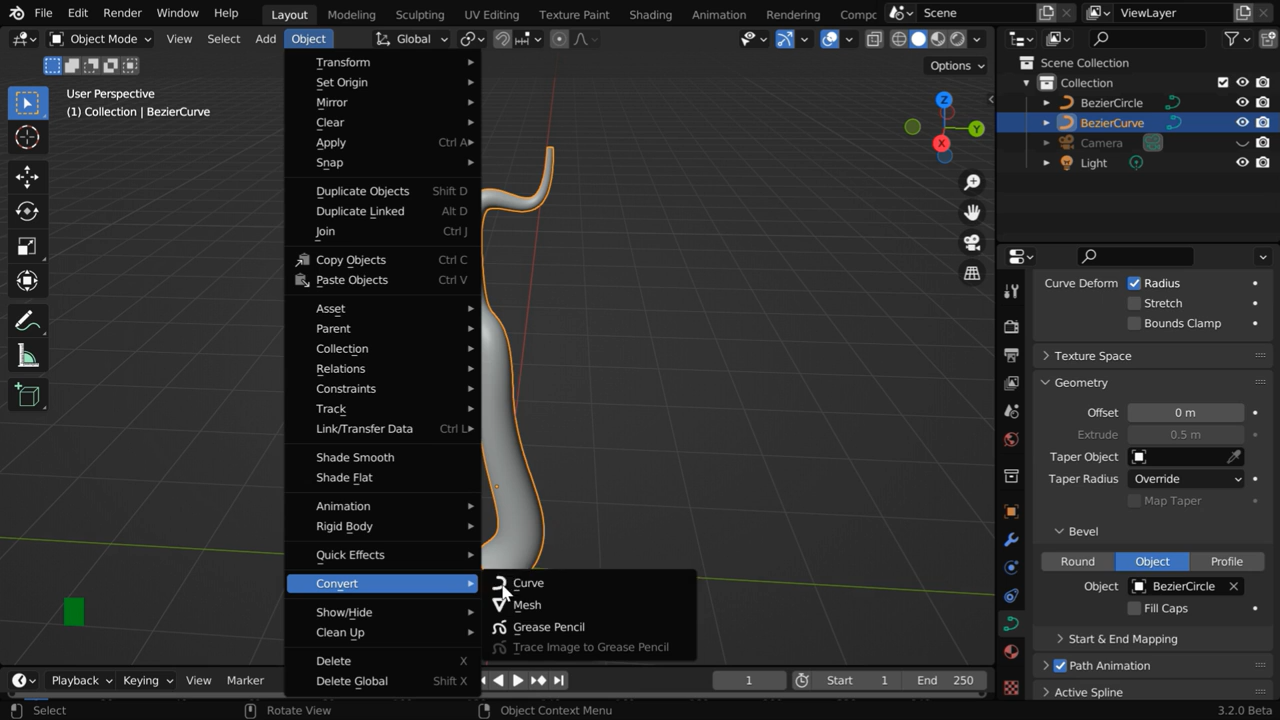 File Edit Render Window Help Layout Modeling Sculpting UV Editing Texture Paint Shading Animation Rendering Compc Scene ViewLayer
Object Mode View Select Add Object Global
Options
User Perspective
(1) Collection | BezierCurve
Transform
Set Origin
Mirror
Clear
Apply Ctrl A
Snap
Duplicate Objects Shift D
Duplicate Linked Alt D
Join Ctrl J
Copy Objects Ctrl C
Paste Objects Ctrl V
Asset
Parent
Collection
Relations
Constraints
Track
Link/Transfer Data Ctrl L
Shade Smooth
Shade Flat
Animation
Rigid Body
Quick Effects
Convert
Show/Hide
Clean Up
Delete X
Delete Global Shift X
Curve
Mesh
Grease Pencil
Trace Image to Grease Pencil
Z
Y
X
Scene Collection
Collection
BezierCircle
BezierCurve
Camera
Light
Curve Deform Radius
Stretch
Bounds Clamp
Texture Space
Geometry
Offset 0 m
Extrude 0.5 m
Taper Object
Taper Radius Override
Map Taper
Bevel
Round Object Profile
Object BezierCircle
Fill Caps
Start & End Mapping
Path Animation
Active Spline
Playback Keying View Marker 1 Start 1 End 250
Select Rotate View Object Context Menu 3.2.0 Beta